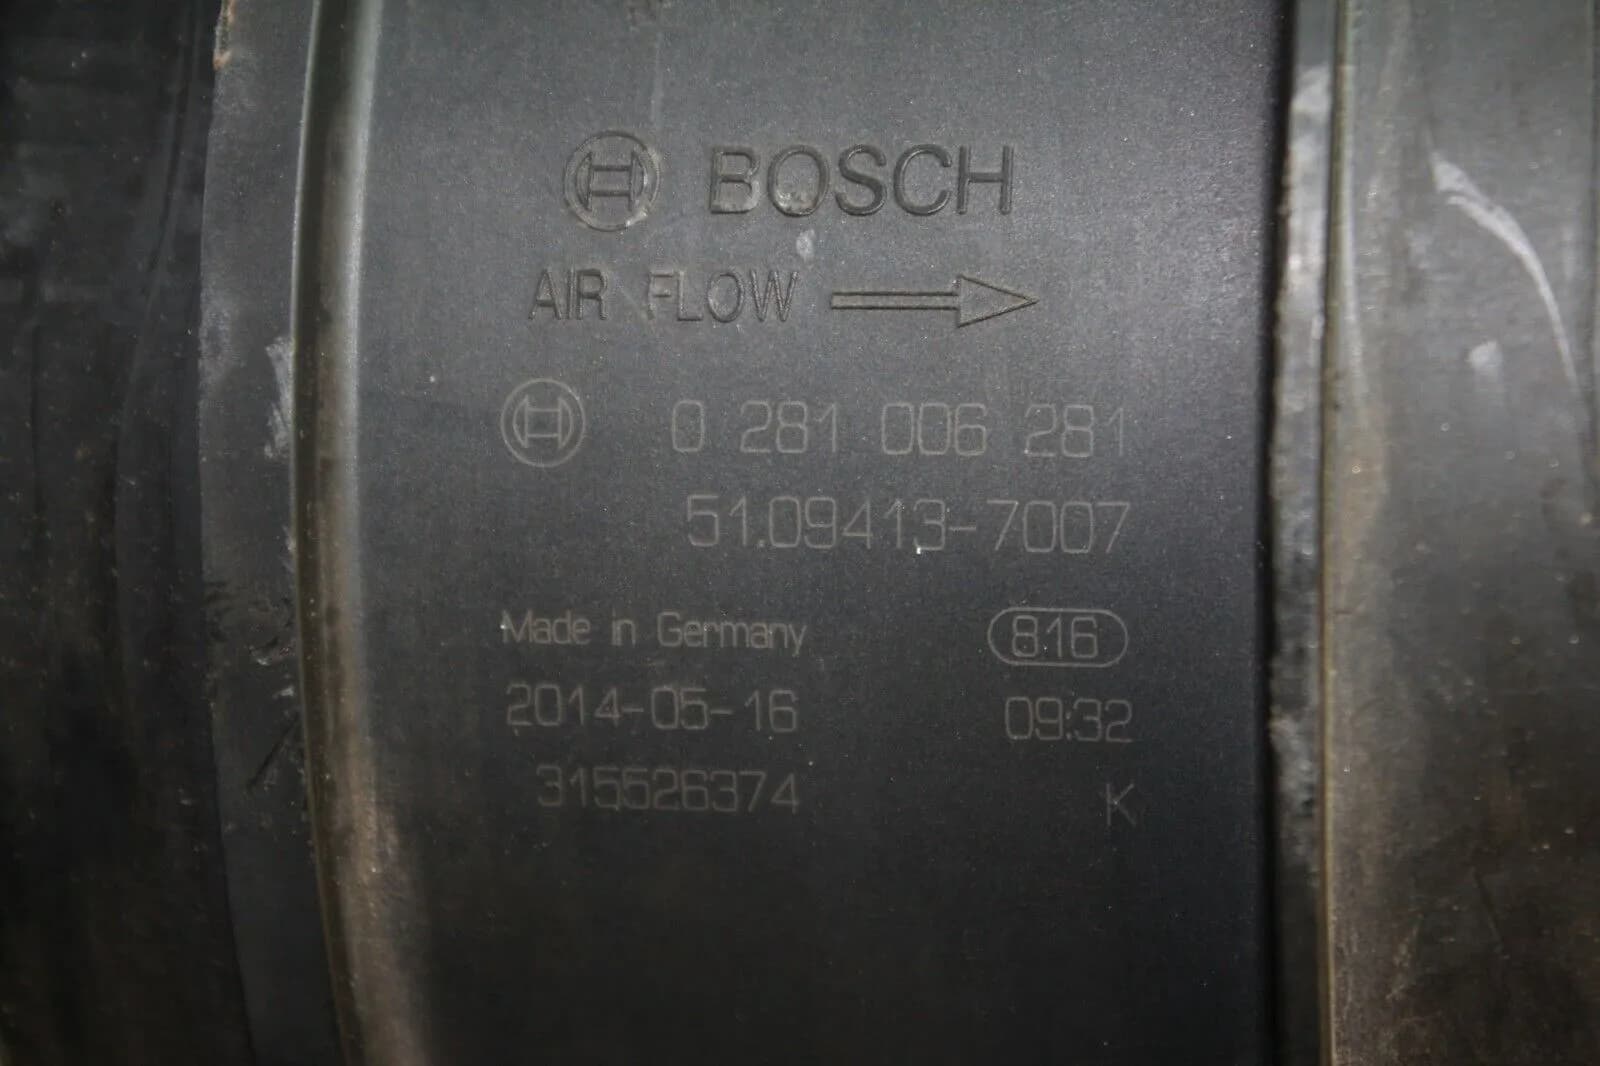 BOSCH
AIR FLOW
0 281 006 281
51.09413-7007
Made in Germany 816
2014-05-16 09:32
315526374 K